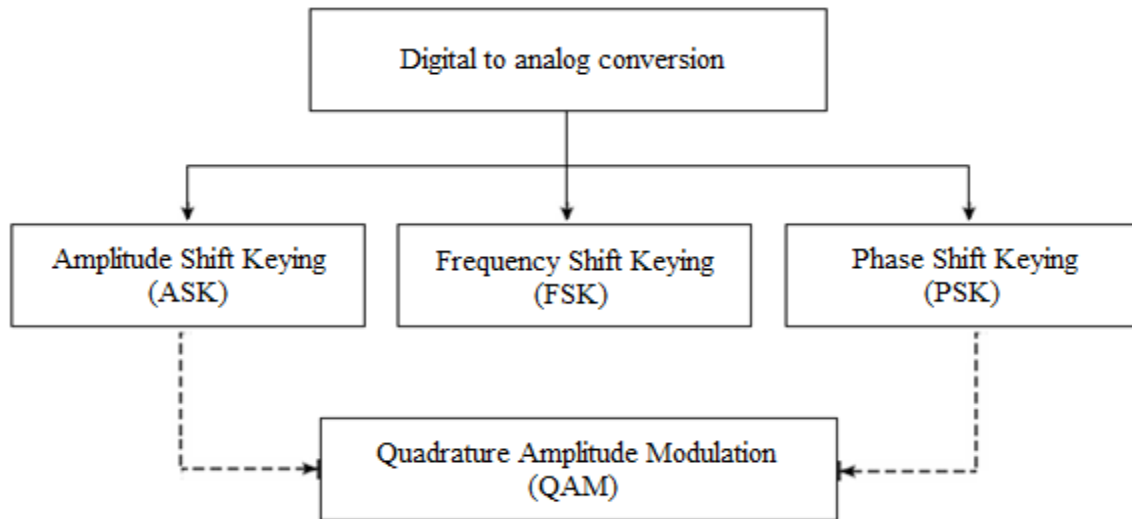 Digital to analog conversion
Amplitude Shift Keying
(ASK)
Frequency Shift Keying
(FSK)
Phase Shift Keying
(PSK)
Quadrature Amplitude Modulation
(QAM)